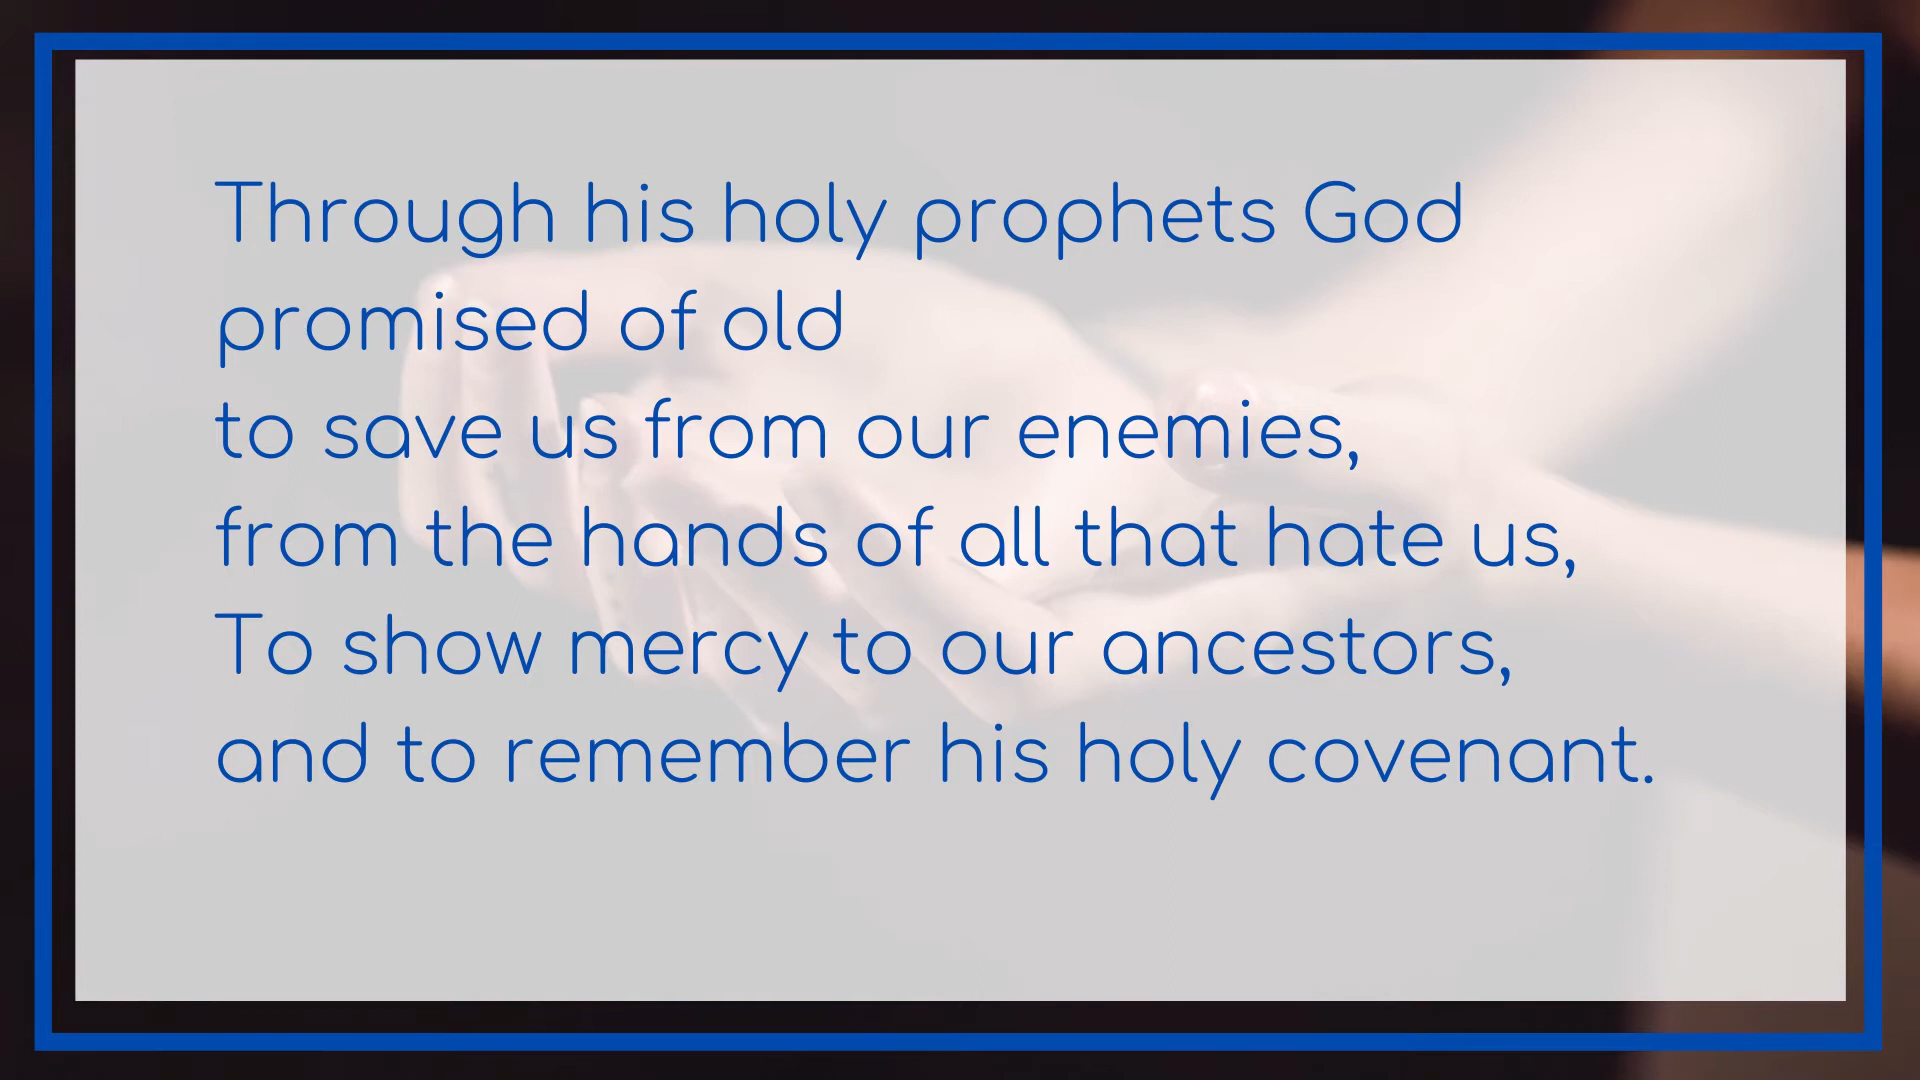 Through his holy prophets God
promised of old
to save us from our enemies,
from the hands of all that hate us,
To show mercy to our ancestors,
and to remember his holy covenant.